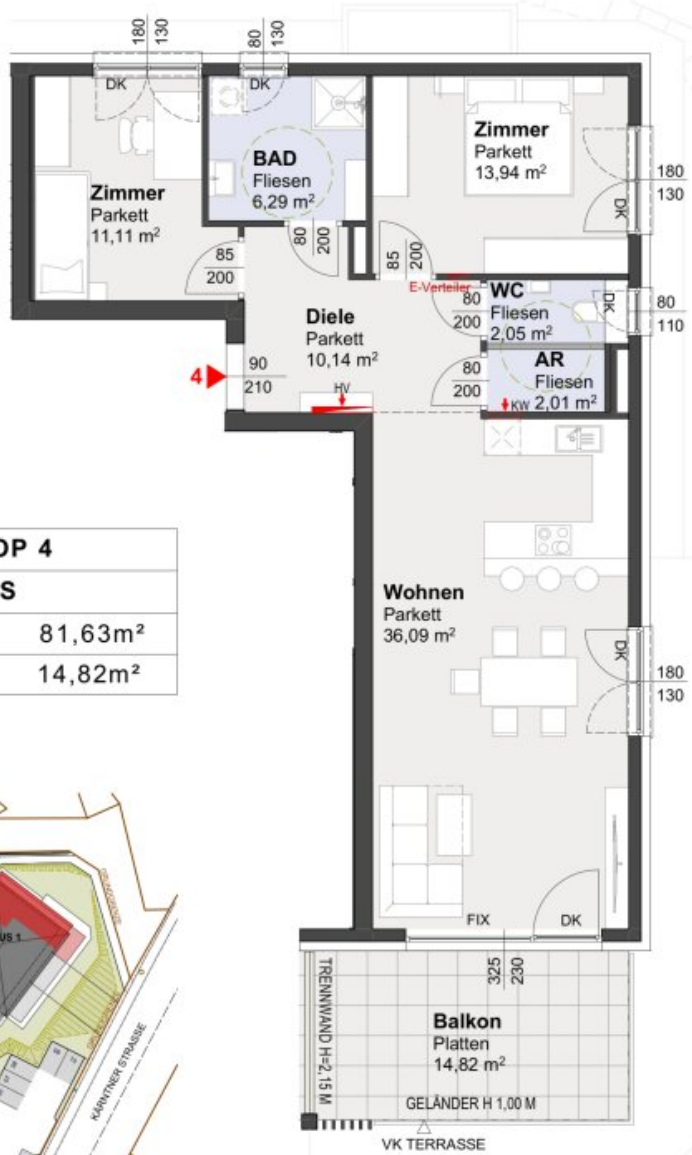 180
130
80
130
DK
DK
Zimmer
Parkett
13,94 m²
BAD
Fliesen
6,29 m²
Zimmer
Parkett
11,11 m²
180
130
DK
80
200
85
200
85
200
E-Verteiler
80
200
WC
Fliesen
2,05 m²
DK
80
110
Diele
Parkett
10,14 m²
4
90
210
HV
80
200
AR
Fliesen
2,01 m²
KW
OP 4
S
81,63m²
14,82m²
Wohnen
Parkett
36,09 m²
DK
180
130
FIX
DK
325
230
TRENNWAND H=2,15 M
Balkon
Platten
14,82 m²
GELÄNDER H 1,00 M
VK TERRASSE
US 1
KÄRNTNER STRASSE